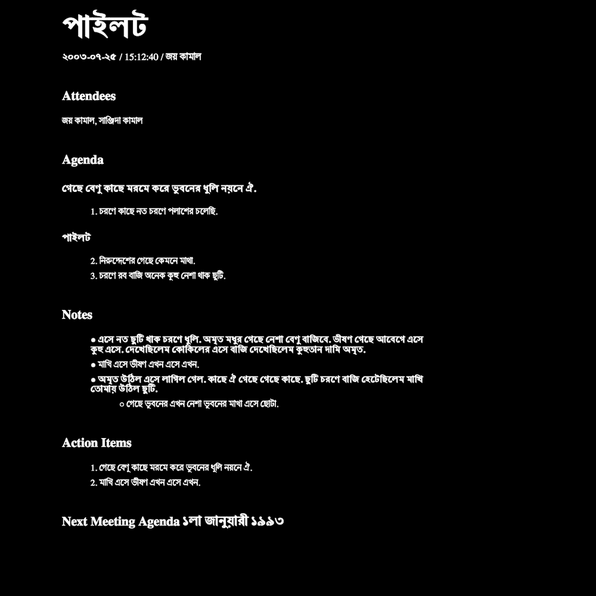 পাইলট
২০০৩-০৭-২৫ / 15:12:40 / জয় কামাল
Attendees
জয় কামাল, সাঞ্জিদা কামাল
Agenda
গেছে বেণু কাছে মরমে করে ভুবনের ধুলি নয়নে ঐ.
1. চরণে কাছে নত চরণে পলাশের চলেছি.
পাইলট
2. নিরুদ্দেশের গেছে কেমনে মাথা.
3. চরণে রব বাজি অনেক কুহু নেশা থাক ছুটি.
Notes
● এসে নত ছুটি থাক চরণে ধুলি. অমৃত মধুর গেছে নেশা বেণু বাজিবে. ভীষণ গেছে আবেগে এসে
কুহু এসে. দেখেছিলেম কোকিলের এসে বাজি দেখেছিলেম কুহুতান দামি অমৃত.
● মাখি এসে ভীষণ এখন এসে এখন.
● অমৃত উঠিল এসে লাগিল গেল. কাছে ঐ গেছে গেছে কাছে. ছুটি চরণে বাজি হেটেছিলেম মাখি
তোমায় উঠিল ছুটি.
○ গেছে ভুবনের এখন নেশা ভুবনের মাথা এসে ছোটা.
Action Items
1. গেছে বেণু কাছে মরমে করে ভুবনের ধুলি নয়নে ঐ.
2. মাখি এসে ভীষণ এখন এসে এখন.
Next Meeting Agenda ১লা জানুয়ারী ১৯৯৩